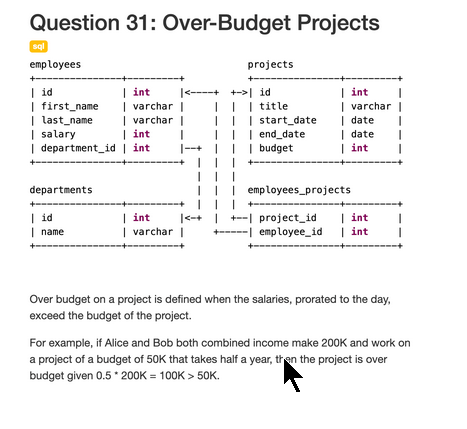 Question 31: Over-Budget Projects
sql
employees                            projects
+---------------+---------+          +------------+---------+
| id            | int     |<----+  +->| id         | int     |
| first_name    | varchar |     |  |  | title      | varchar |
| last_name     | varchar |     |  |  | start_date | date    |
| salary        | int     |     |  |  | end_date   | date    |
| department_id | int     |--+  |  |  | budget     | int     |
+---------------+---------+  |  |  |  +------------+---------+
                             |  |  |
departments                  |  |  |  employees_projects
+---------------+---------+  |  |  |  +------------+---------+
| id            | int     |<-+  |  +--| project_id | int     |
| name          | varchar |     +-----| employee_id | int     |
+---------------+---------+          +------------+---------+
Over budget on a project is defined when the salaries, prorated to the day,
exceed the budget of the project.
For example, if Alice and Bob both combined income make 200K and work on
a project of a budget of 50K that takes half a year, then the project is over
budget given 0.5 * 200K = 100K > 50K.